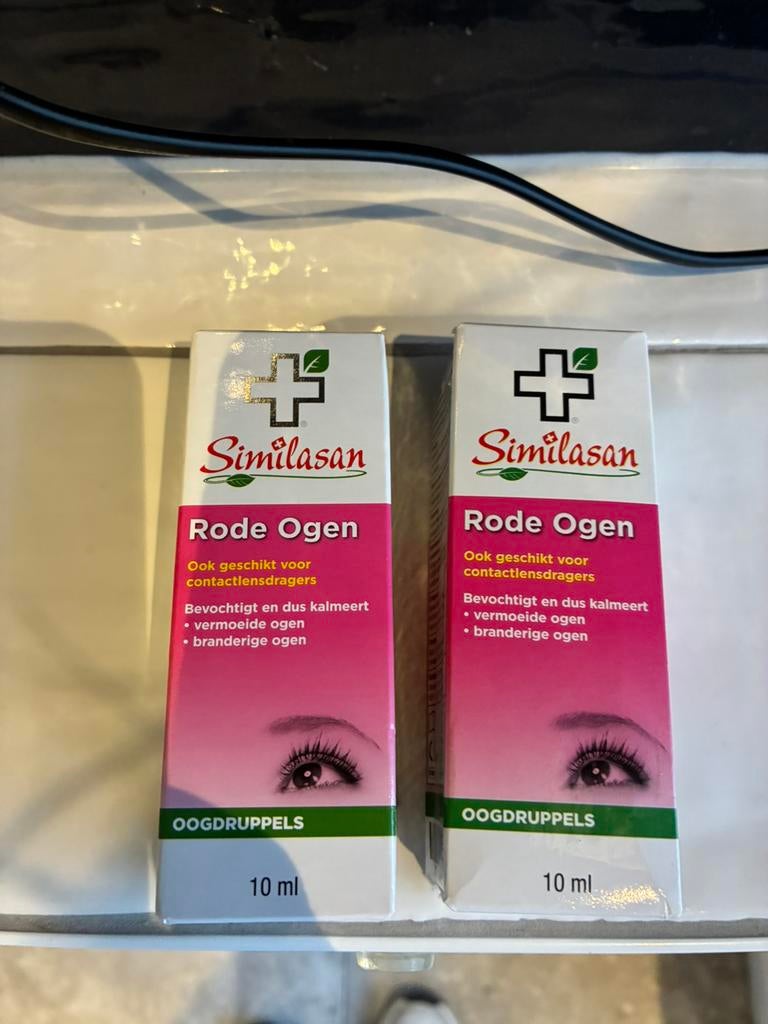 Similasan
Rode Ogen
Ook geschikt voor
contactlensdragers
Bevochtigt en dus kalmeert
• vermoeide ogen
• branderige ogen
OOGDRUPPELS
10 ml
Similasan
Rode Ogen
Ook geschikt voor
contactlensdragers
Bevochtigt en dus kalmeert
• vermoeide ogen
• branderige ogen
OOGDRUPPELS
10 ml